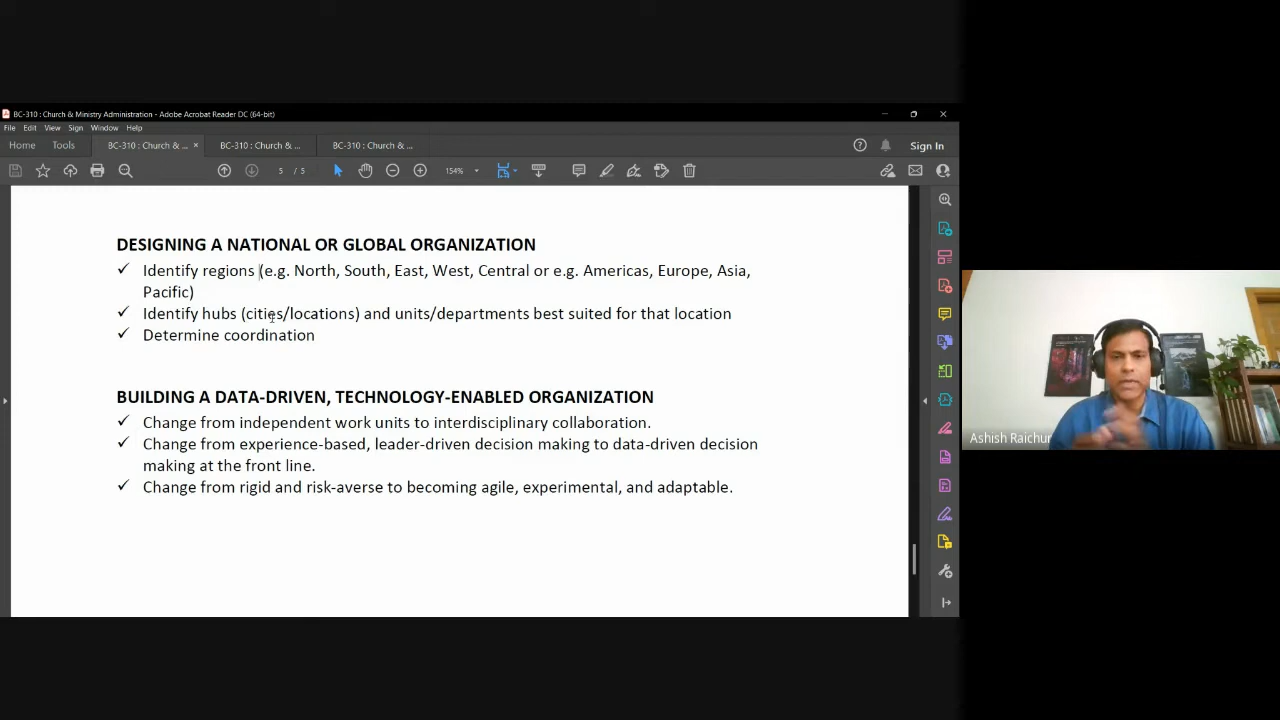 BC-310 : Church & Ministry Administration - Adobe Acrobat Reader DC (64-bit)
File Edit View Sign Window Help
Home Tools BC-310 : Church & ... × BC-310 : Church & ... BC-310 : Church & ... Sign In
5 / 5 154%
DESIGNING A NATIONAL OR GLOBAL ORGANIZATION
✓ Identify regions (e.g. North, South, East, West, Central or e.g. Americas, Europe, Asia,
Pacific)
✓ Identify hubs (cities/locations) and units/departments best suited for that location
✓ Determine coordination
BUILDING A DATA-DRIVEN, TECHNOLOGY-ENABLED ORGANIZATION
✓ Change from independent work units to interdisciplinary collaboration.
✓ Change from experience-based, leader-driven decision making to data-driven decision
making at the front line.
✓ Change from rigid and risk-averse to becoming agile, experimental, and adaptable.
Ashish Raichur